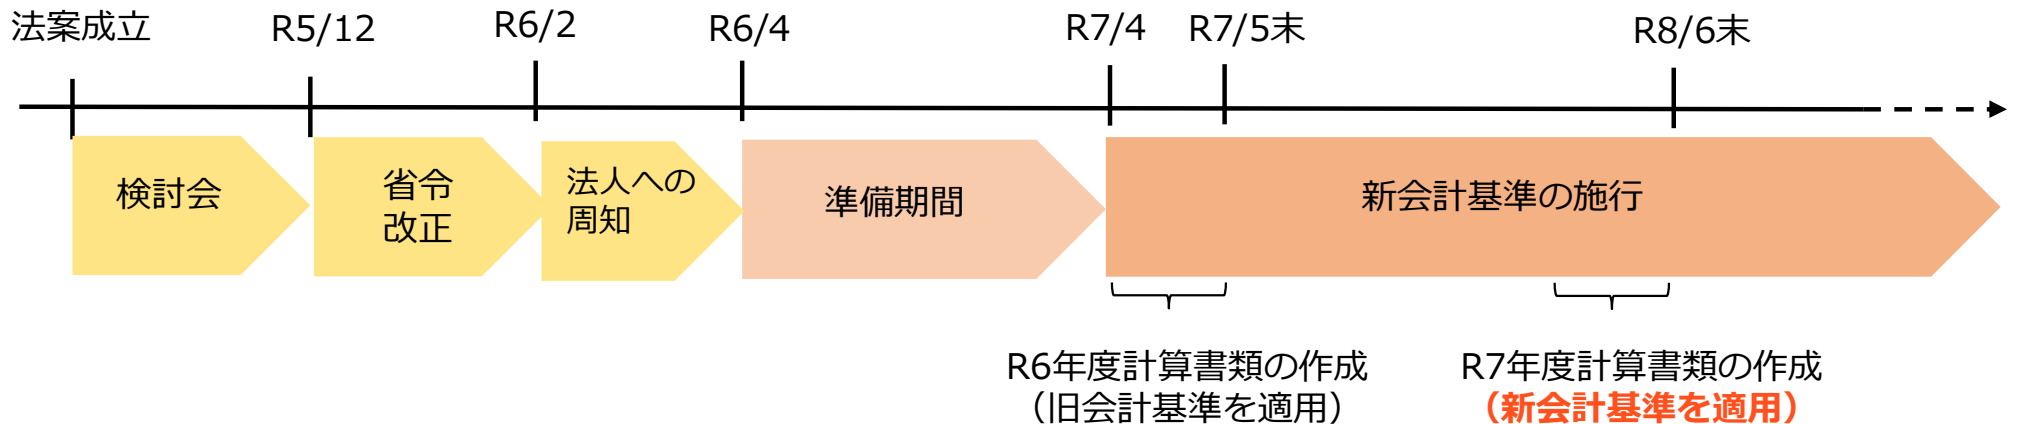 法案成立
R5/12
R6/2
R6/4
R7/4
R7/5末
R8/6末
検討会
省令
改正
法人への
周知
準備期間
新会計基準の施行
R6年度計算書類の作成
（旧会計基準を適用）
R7年度計算書類の作成
（新会計基準を適用）